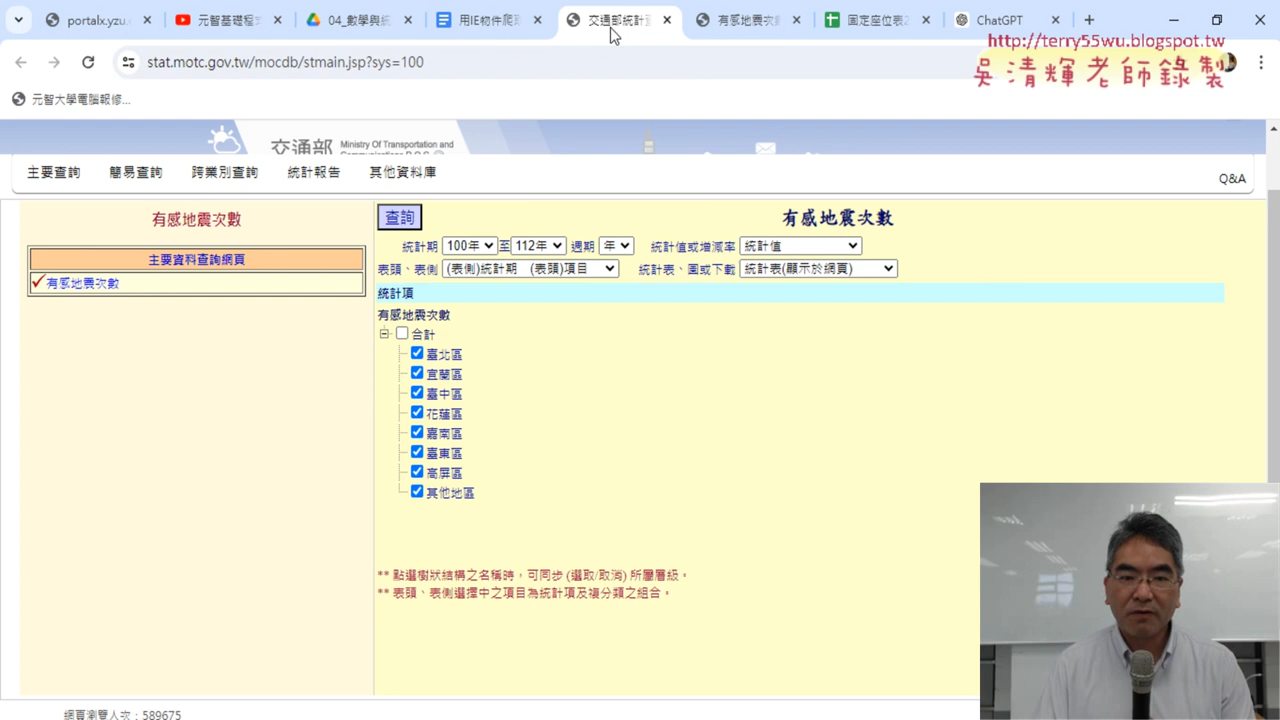 portalx.yzu.
元智基礎程式
04_數學與統
用IE物件爬
交通部統計
有感地震次
固定座位表
ChatGPT
http://terry55wu.blogspot.tw
stat.motc.gov.tw/mocdb/stmain.jsp?sys=100
吳清輝老師錄製
元智大學電腦報修...
交通部 Ministry Of Transportation and
主要查詢 簡易查詢 跨業別查詢 統計報告 其他資料庫
Q&A
有感地震次數
主要資料查詢網頁
有感地震次數
查詢 有感地震次數
統計期 100年 至 112年 週期 年 統計值或增減率 統計值
表頭、表側 (表側)統計期 (表頭)項目 統計表、圖或下載 統計表(顯示於網頁)
統計項
有感地震次數
合計
臺北區
宜蘭區
臺中區
花蓮區
嘉南區
臺東區
高屏區
其他地區
** 點選樹狀結構之名稱時，可同步 (選取/取消) 所屬層級。
** 表頭、表側選擇中之項目為統計項及複分類之組合。
網頁瀏覽人次：589675